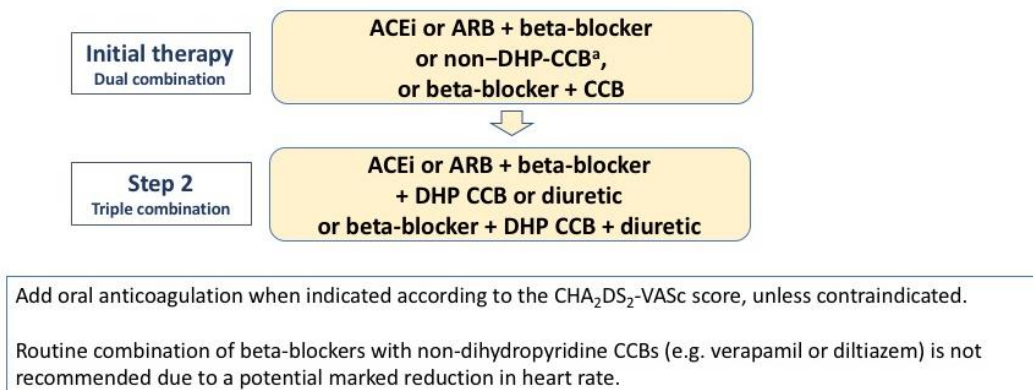 Initial therapy
Dual combination
ACEi or ARB + beta-blocker
or non–DHP-CCBᵃ,
or beta-blocker + CCB
Step 2
Triple combination
ACEi or ARB + beta-blocker
+ DHP CCB or diuretic
or beta-blocker + DHP CCB + diuretic
Add oral anticoagulation when indicated according to the CHA₂DS₂-VASc score, unless contraindicated.
Routine combination of beta-blockers with non-dihydropyridine CCBs (e.g. verapamil or diltiazem) is not
recommended due to a potential marked reduction in heart rate.